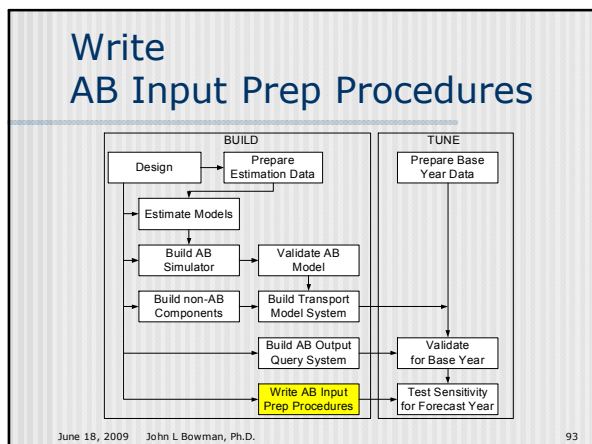 Write
AB Input Prep Procedures
BUILD
TUNE
Design
Prepare
Estimation Data
Prepare Base
Year Data
Estimate Models
Build AB
Simulator
Validate AB
Model
Build non-AB
Components
Build Transport
Model System
Build AB Output
Query System
Validate
for Base Year
Write AB Input
Prep Procedures
Test Sensitivity
for Forecast Year
June 18, 2009 John L Bowman, Ph.D. 93